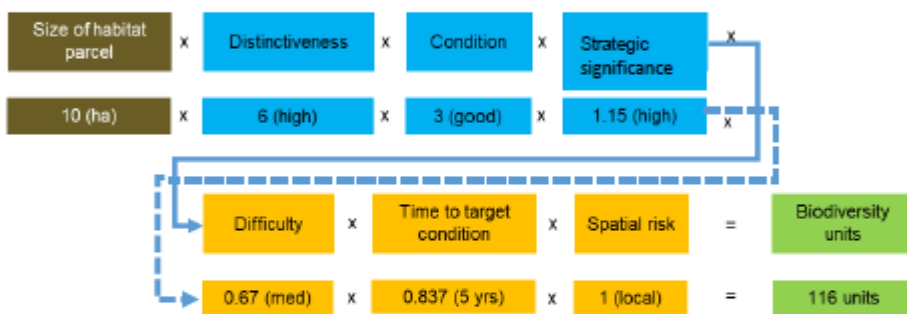 Size of habitat parcel x Distinctiveness x Condition x Strategic significance x
10 (ha) x 6 (high) x 3 (good) x 1.15 (high) x
Difficulty x Time to target condition x Spatial risk = Biodiversity units
0.67 (med) x 0.837 (5 yrs) x 1 (local) = 116 units